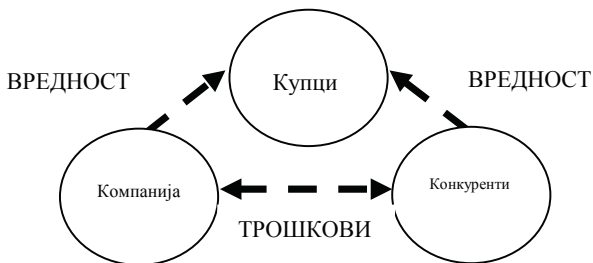 ВРЕДНОСТ
Купци
ВРЕДНОСТ
Компанија
Конкуренти
ТРОШКОВИ